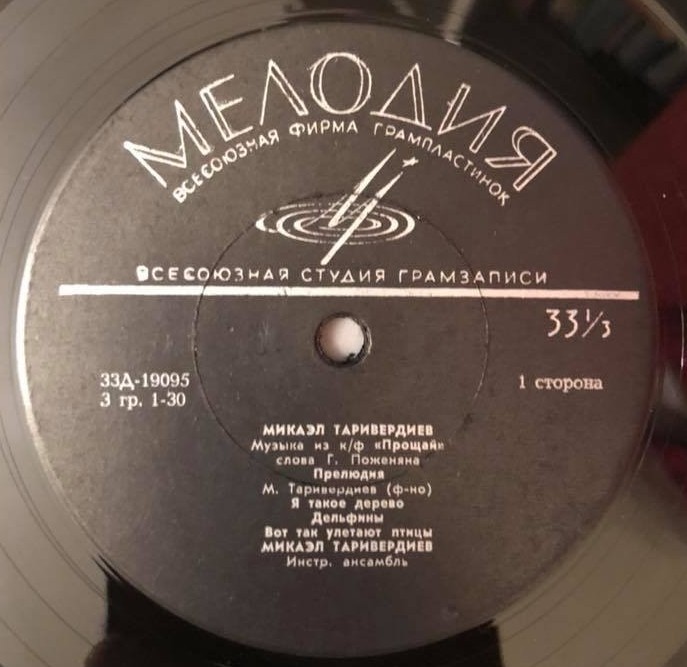 МЕЛОДИЯ
ВСЕСОЮЗНАЯ ФИРМА ГРАМПЛАСТИНОК
ВСЕСОЮЗНАЯ СТУДИЯ ГРАМЗАПИСИ
33⅓
33Д-19095
3 гр. 1-30
1 сторона
МИКАЭЛ ТАРИВЕРДИЕВ
Музыка из к/ф «Прощай»
слова Г. Поженяна
Прелюдия
М. Таривердиев (ф-но)
Я такое дерево
Дельфины
Вот так улетают птицы
МИКАЭЛ ТАРИВЕРДИЕВ
Инстр. ансамбль